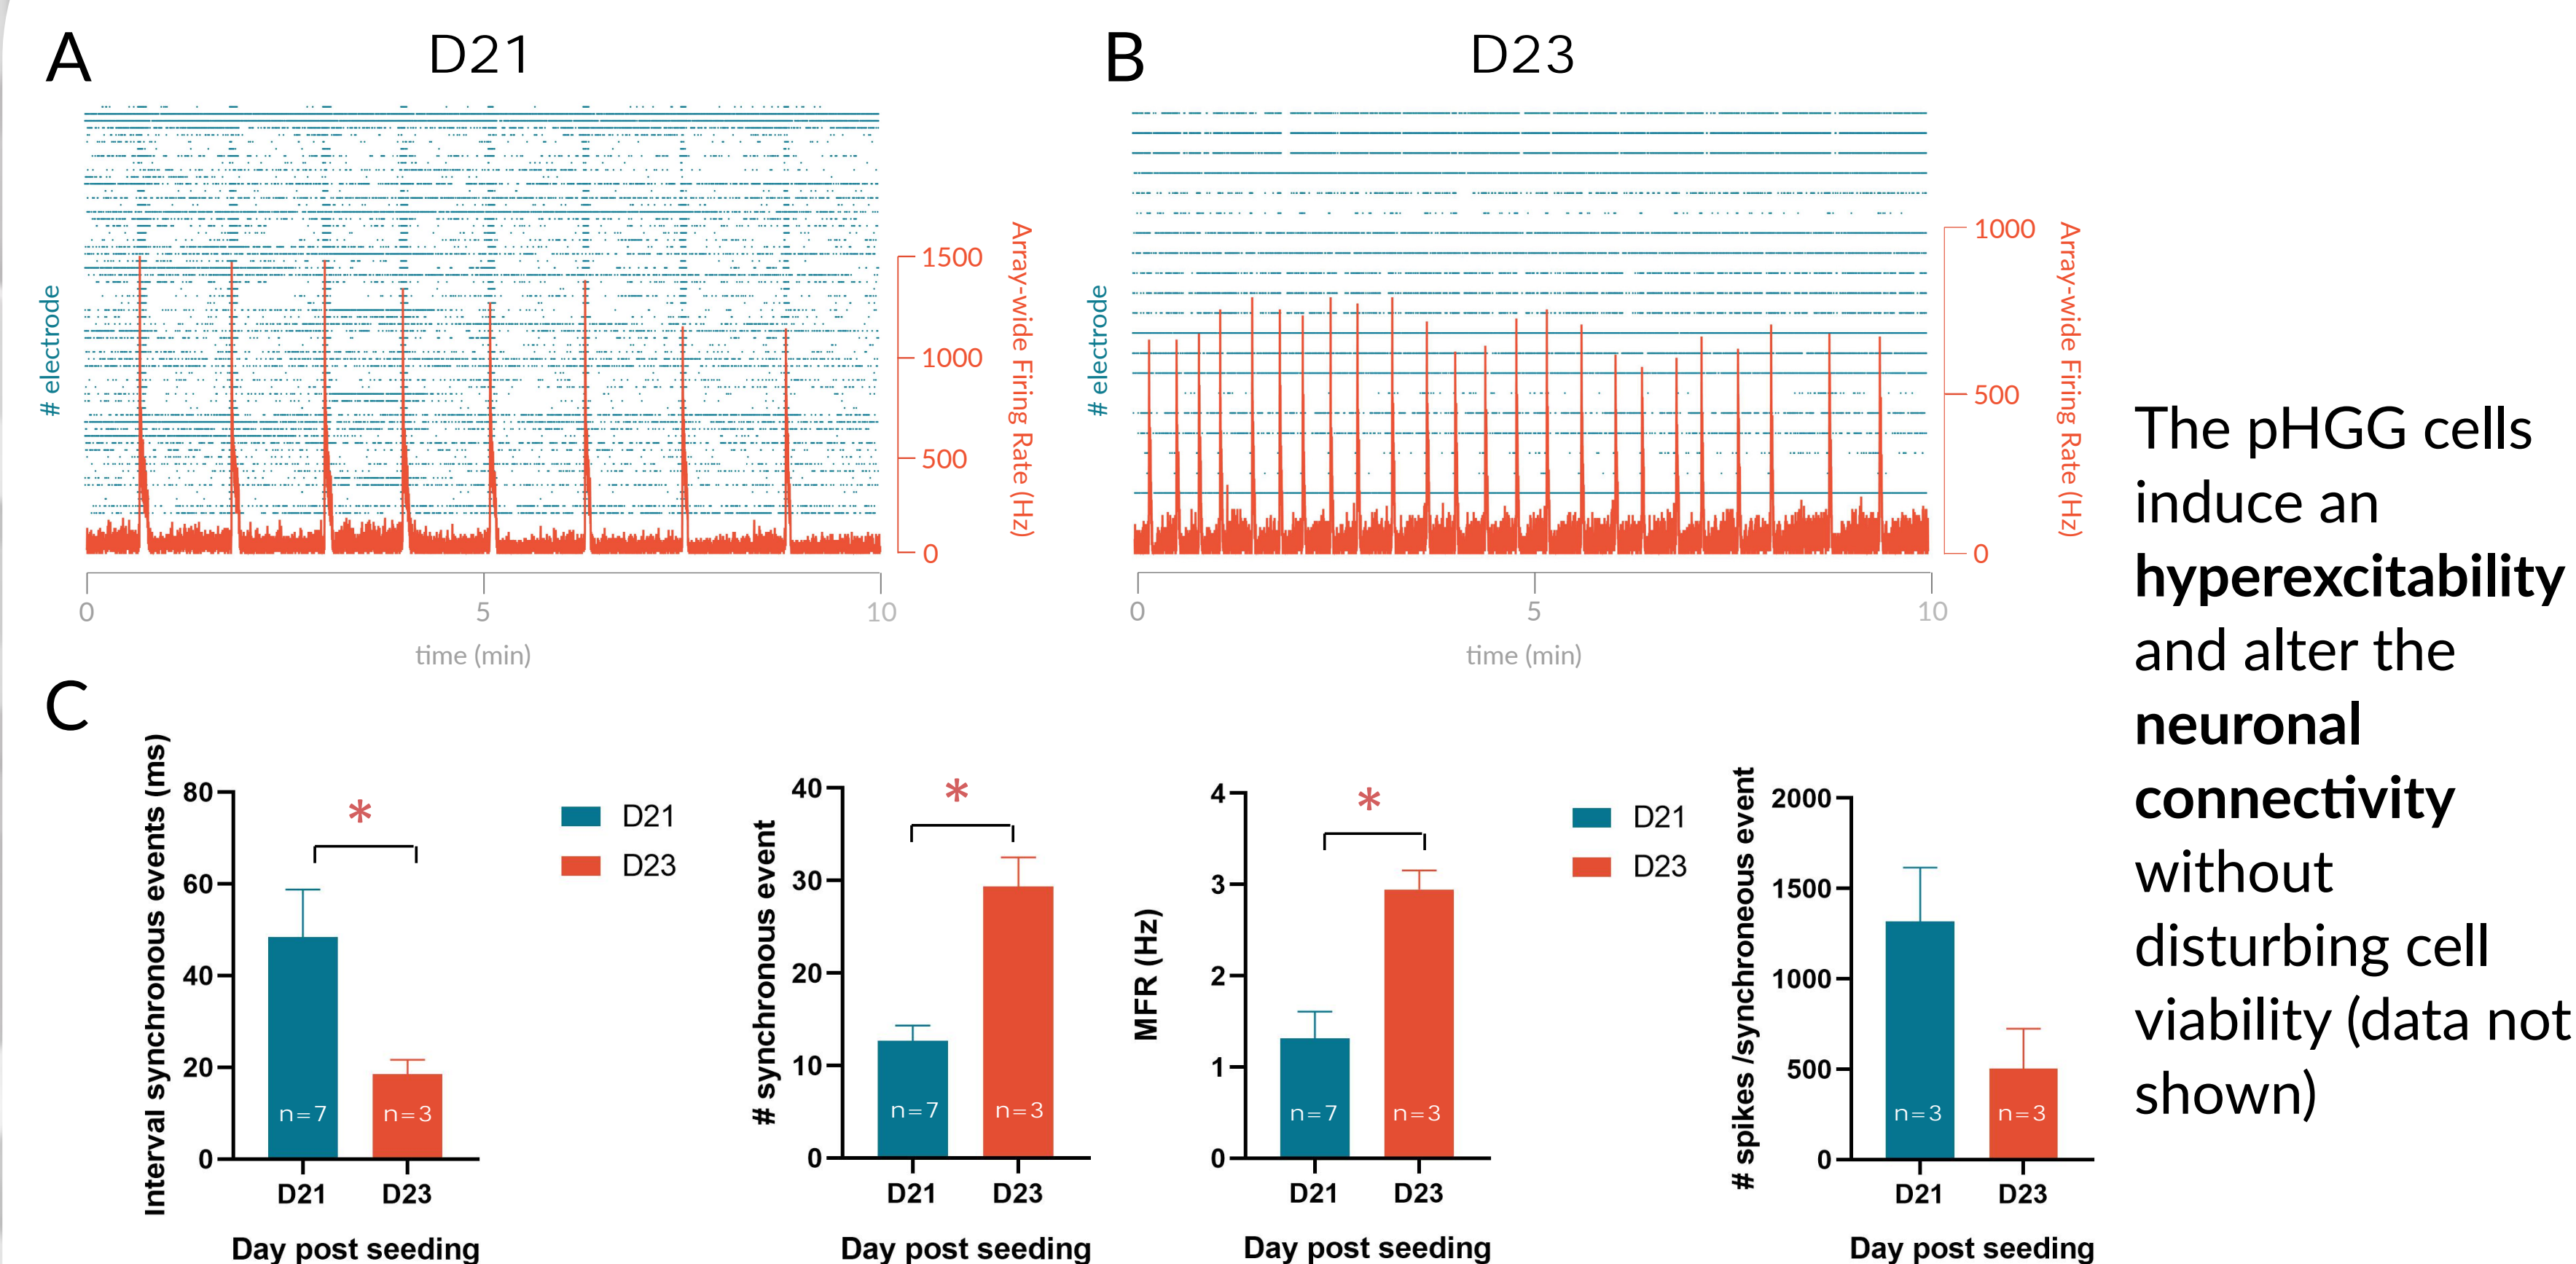 A
D21
# electrode
1500
1000
500
0
Array-wide Firing Rate (Hz)
0
5
10
time (min)
B
D23
# electrode
1000
500
0
Array-wide Firing Rate (Hz)
0
5
10
time (min)
C
Interval synchronous events (ms)
80
60
40
20
0
*
n=7
n=3
D21
D23
Day post seeding
D21
D23
# synchronous event
40
30
20
10
0
*
n=7
n=3
D21
D23
Day post seeding
MFR (Hz)
4
3
2
1
0
*
n=7
n=3
D21
D23
Day post seeding
D21
D23
# spikes /synchroneous event
2000
1500
1000
500
0
n=3
n=3
D21
D23
Day post seeding
The pHGG cells
induce an
hyperexcitability
and alter the
neuronal
connectivity
without
disturbing cell
viability (data not
shown)